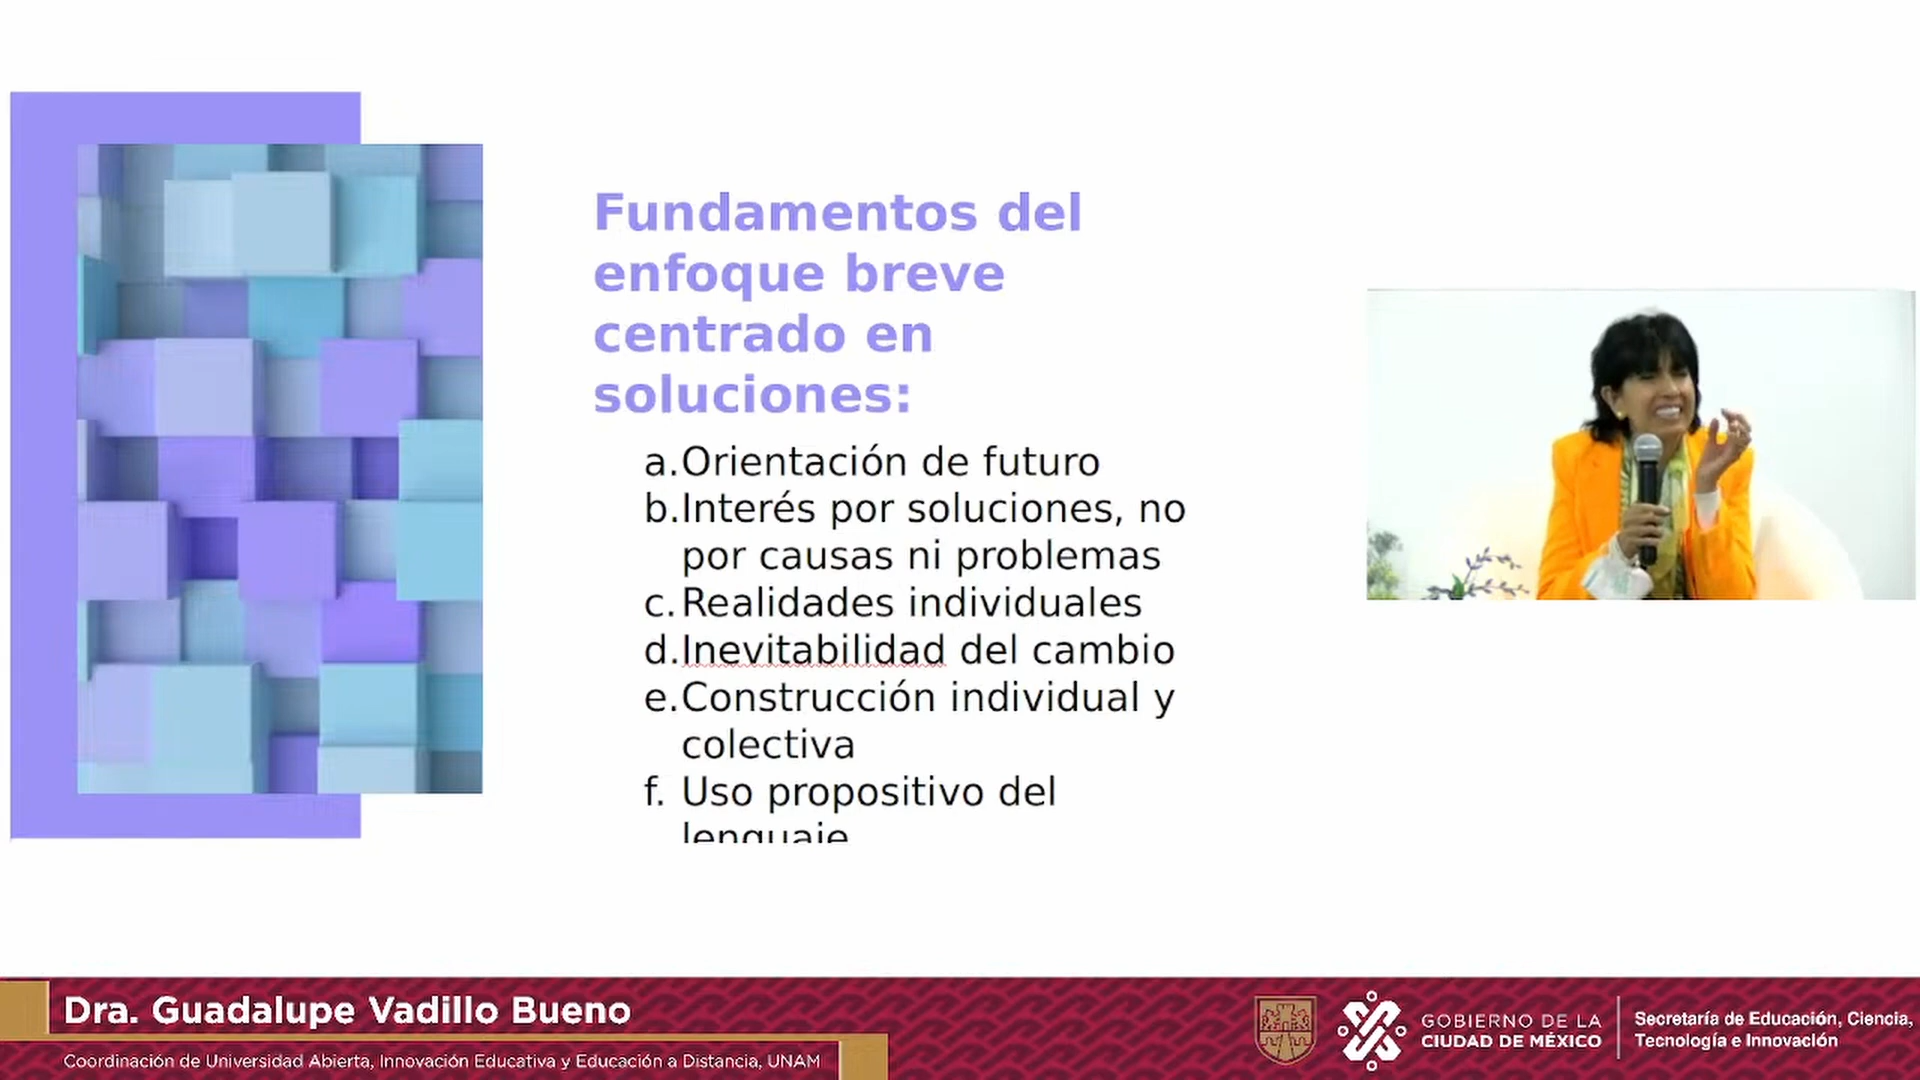 Fundamentos del
enfoque breve
centrado en
soluciones:
a.Orientación de futuro
b.Interés por soluciones, no
por causas ni problemas
c.Realidades individuales
d.Inevitabilidad del cambio
e.Construcción individual y
colectiva
f. Uso propositivo del
lenguaje
Dra. Guadalupe Vadillo Bueno
Coordinación de Universidad Abierta, Innovación Educativa y Educación a Distancia, UNAM
GOBIERNO DE LA
CIUDAD DE MÉXICO
Secretaría de Educación, Ciencia,
Tecnología e Innovación